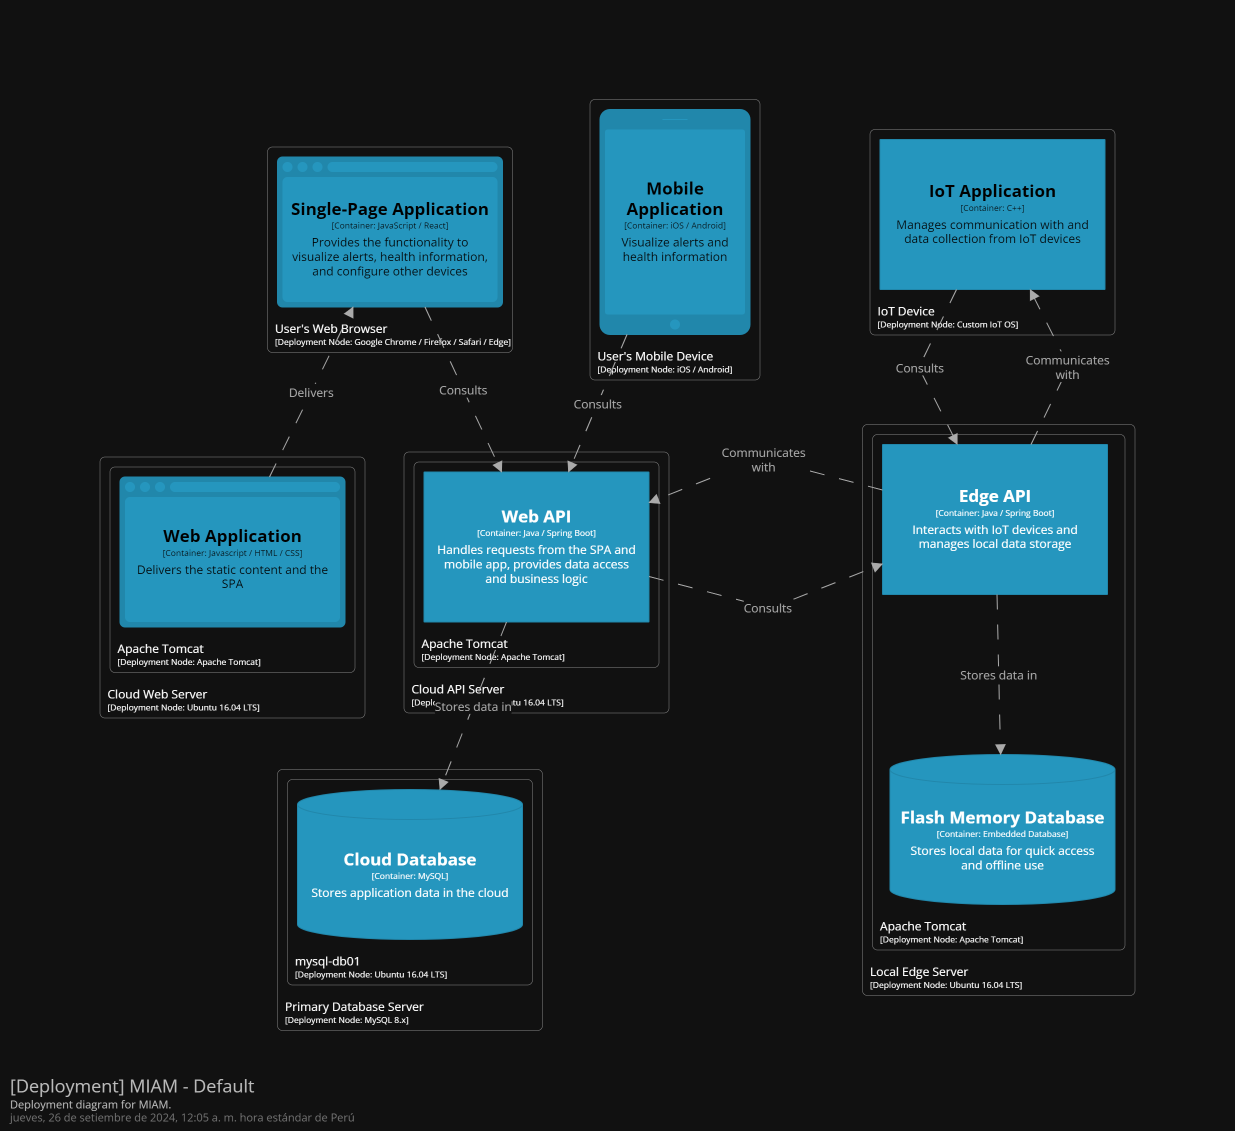 Single-Page Application
[Container: JavaScript / React]
Provides the functionality to
visualize alerts, health information,
and configure other devices
User's Web Browser
[Deployment Node: Google Chrome / Firefox / Safari / Edge]
Mobile
Application
[Container: iOS / Android]
Visualize alerts and
health information
User's Mobile Device
[Deployment Node: iOS / Android]
IoT Application
[Container: C++]
Manages communication with and
data collection from IoT devices
IoT Device
[Deployment Node: Custom IoT OS]
Delivers
Consults
Consults
Consults
Communicates
with
Web Application
[Container: Javascript / HTML / CSS]
Delivers the static content and the
SPA
Apache Tomcat
[Deployment Node: Apache Tomcat]
Cloud Web Server
[Deployment Node: Ubuntu 16.04 LTS]
Web API
[Container: Java / Spring Boot]
Handles requests from the SPA and
mobile app, provides data access
and business logic
Apache Tomcat
[Deployment Node: Apache Tomcat]
Cloud API Server
Stores data in
16.04 LTS]
Communicates
with
Consults
Edge API
[Container: Java / Spring Boot]
Interacts with IoT devices and
manages local data storage
Stores data in
Flash Memory Database
[Container: Embedded Database]
Stores local data for quick access
and offline use
Apache Tomcat
[Deployment Node: Apache Tomcat]
Local Edge Server
[Deployment Node: Ubuntu 16.04 LTS]
Cloud Database
[Container: MySQL]
Stores application data in the cloud
mysql-db01
[Deployment Node: Ubuntu 16.04 LTS]
Primary Database Server
[Deployment Node: MySQL 8.x]
[Deployment] MIAM - Default
Deployment diagram for MIAM.
jueves, 26 de setiembre de 2024, 12:05 a. m. hora estándar de Perú